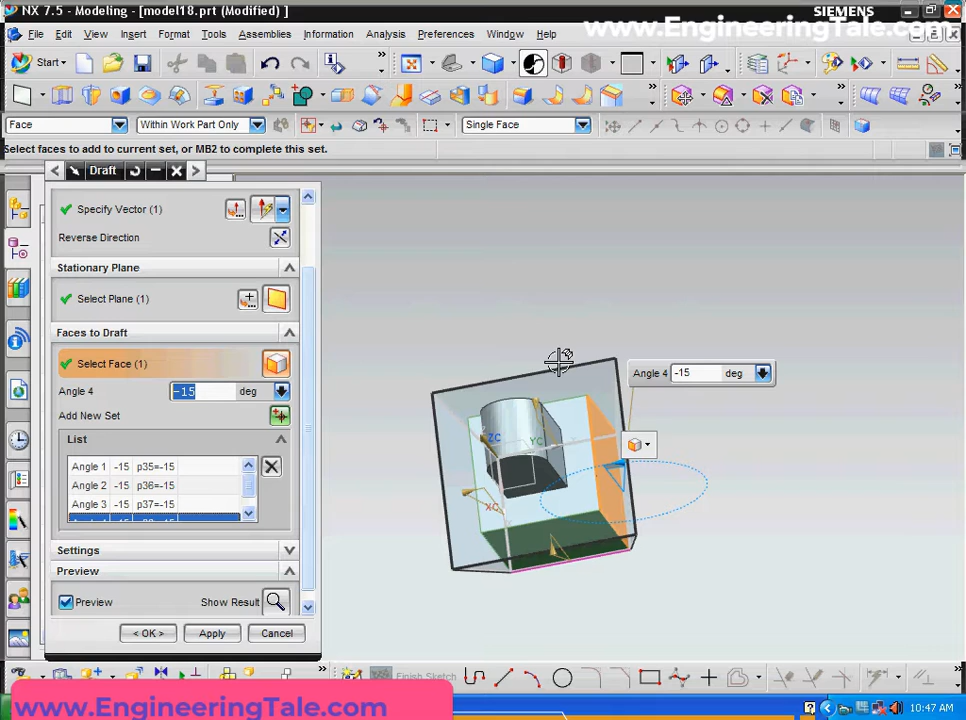 NX 7.5 - Modeling - [model18.prt (Modified) ]
SIEMENS
www.EngineeringTale.com
File Edit View Insert Format Tools Assemblies Information Analysis Preferences Window Help
Start
Face
Within Work Part Only
Single Face
Select faces to add to current set, or MB2 to complete this set.
Draft
Specify Vector (1)
Reverse Direction
Stationary Plane
Select Plane (1)
Faces to Draft
Select Face (1)
Angle 4 -15 deg
Angle 4 -15 deg
Add New Set
List
Angle 1 -15 p35=-15
Angle 2 -15 p36=-15
Angle 3 -15 p37=-15
ZC
YC
XC
Settings
Preview
Preview
Show Result
< OK >
Apply
Cancel
Finish Sketch
www.EngineeringTale.com
10:47 AM